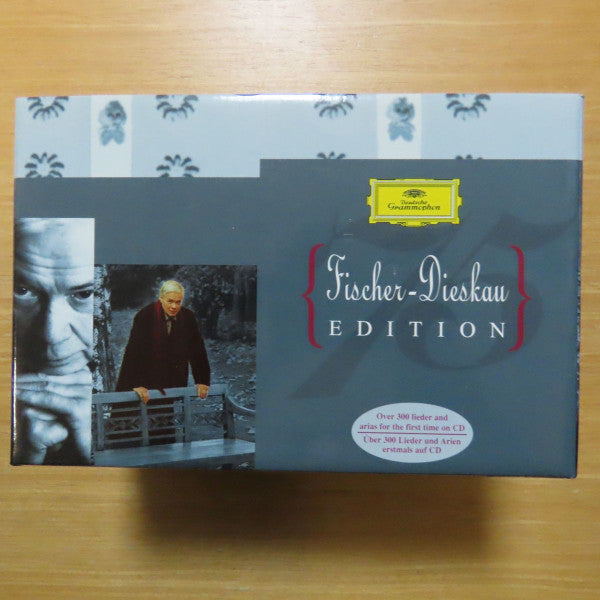 Deutsche
Grammophon
75
{Fischer-Dieskau
EDITION}
Over 300 lieder and
arias for the first time on CD
Über 300 Lieder und Arien
erstmals auf CD